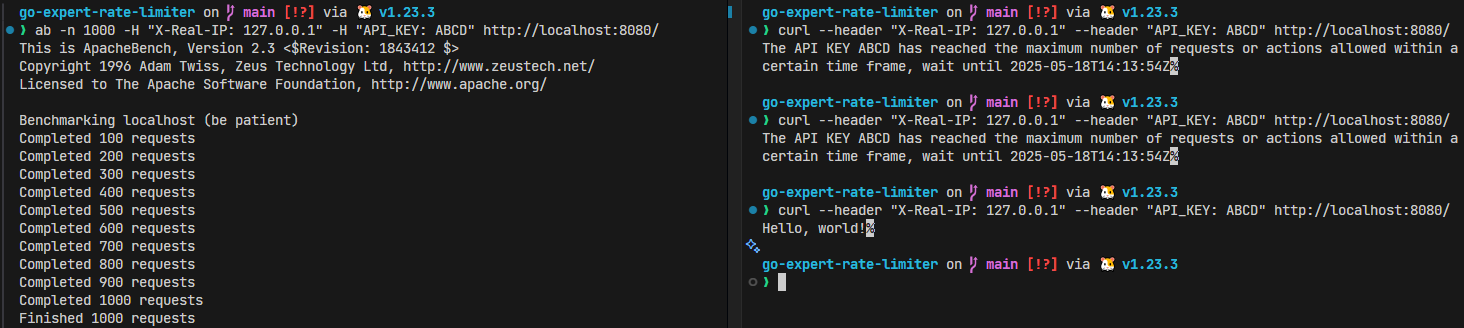 go-expert-rate-limiter on main [!?] via v1.23.3
❯ ab -n 1000 -H "X-Real-IP: 127.0.0.1" -H "API_KEY: ABCD" http://localhost:8080/
This is ApacheBench, Version 2.3 <$Revision: 1843412 $>
Copyright 1996 Adam Twiss, Zeus Technology Ltd, http://www.zeustech.net/
Licensed to The Apache Software Foundation, http://www.apache.org/
Benchmarking localhost (be patient)
Completed 100 requests
Completed 200 requests
Completed 300 requests
Completed 400 requests
Completed 500 requests
Completed 600 requests
Completed 700 requests
Completed 800 requests
Completed 900 requests
Completed 1000 requests
Finished 1000 requests
go-expert-rate-limiter on main [!?] via v1.23.3
❯ curl --header "X-Real-IP: 127.0.0.1" --header "API_KEY: ABCD" http://localhost:8080/
The API KEY ABCD has reached the maximum number of requests or actions allowed within a
certain time frame, wait until 2025-05-18T14:13:54Z%
go-expert-rate-limiter on main [!?] via v1.23.3
❯ curl --header "X-Real-IP: 127.0.0.1" --header "API_KEY: ABCD" http://localhost:8080/
The API KEY ABCD has reached the maximum number of requests or actions allowed within a
certain time frame, wait until 2025-05-18T14:13:54Z%
go-expert-rate-limiter on main [!?] via v1.23.3
❯ curl --header "X-Real-IP: 127.0.0.1" --header "API_KEY: ABCD" http://localhost:8080/
Hello, world!%
go-expert-rate-limiter on main [!?] via v1.23.3
❯